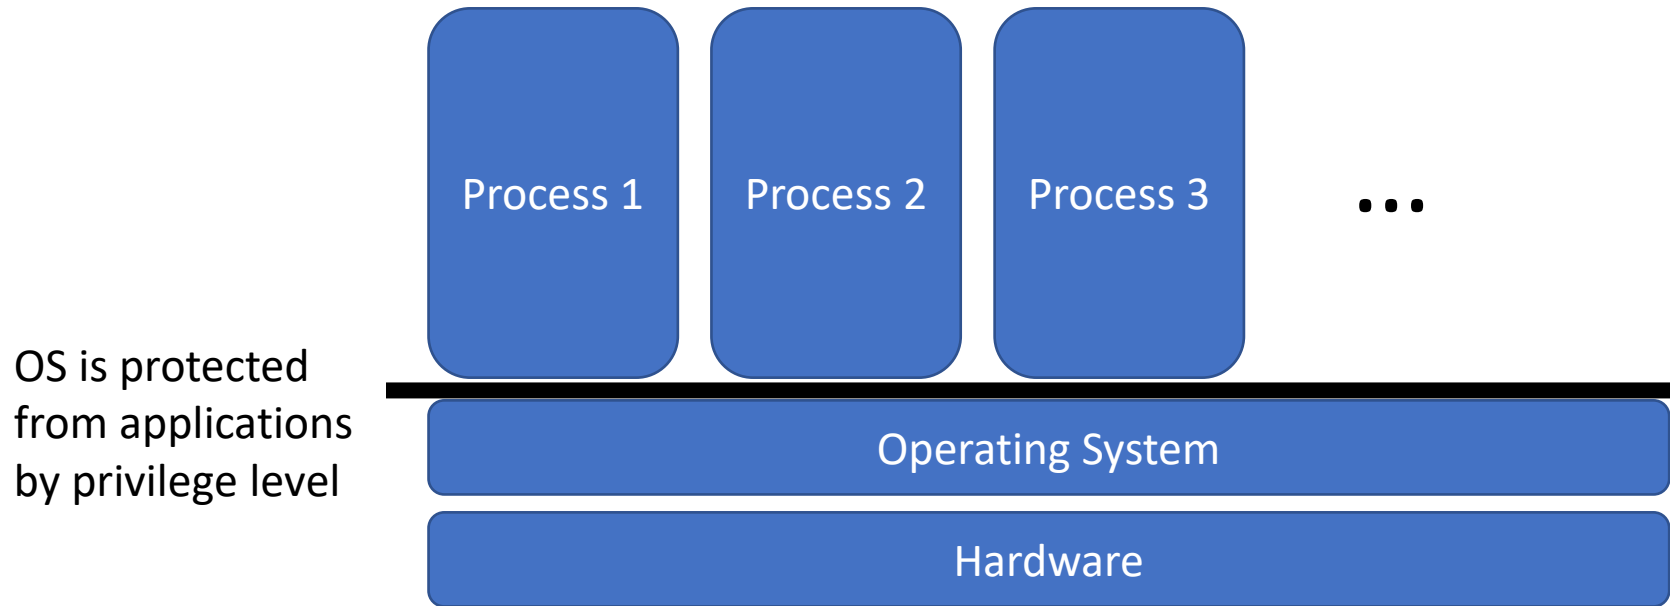 Process 1
Process 2
Process 3
...
OS is protected
from applications
by privilege level
Operating System
Hardware